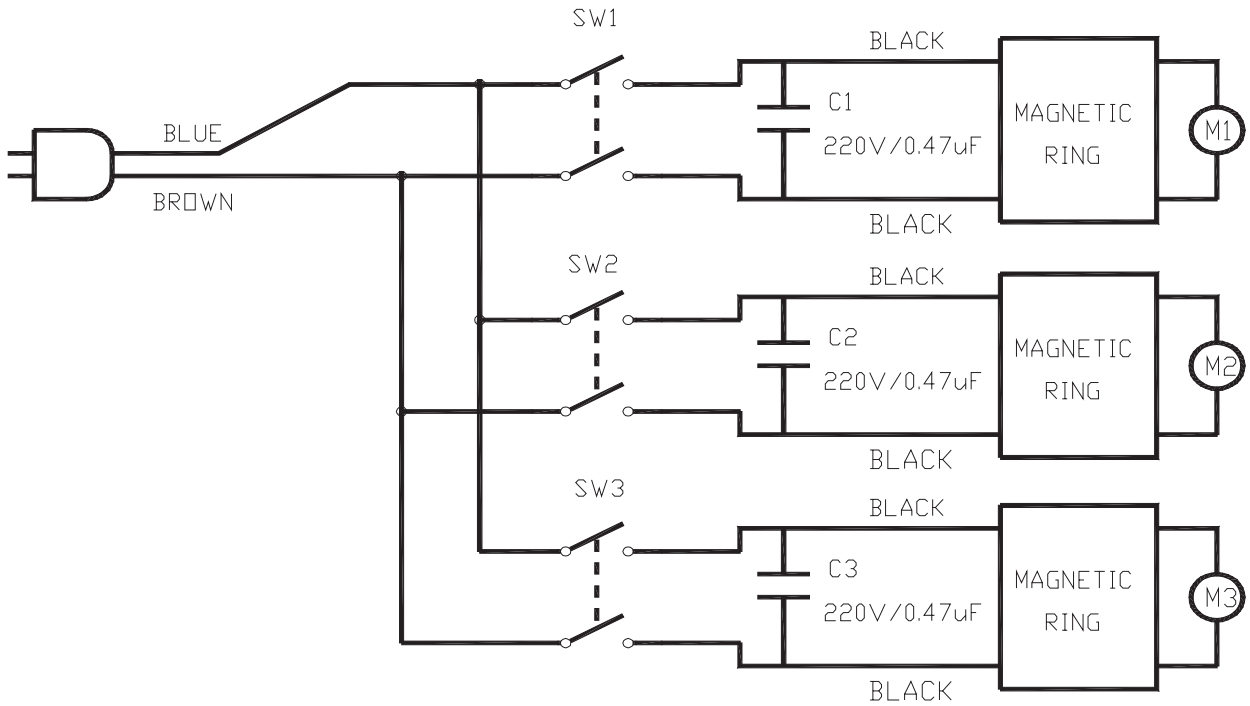 SW1
BLACK
BLUE
BROWN
C1
220V/0.47uF
MAGNETIC
RING
M1
BLACK
SW2
BLACK
C2
220V/0.47uF
MAGNETIC
RING
M2
BLACK
SW3
BLACK
C3
220V/0.47uF
MAGNETIC
RING
M3
BLACK